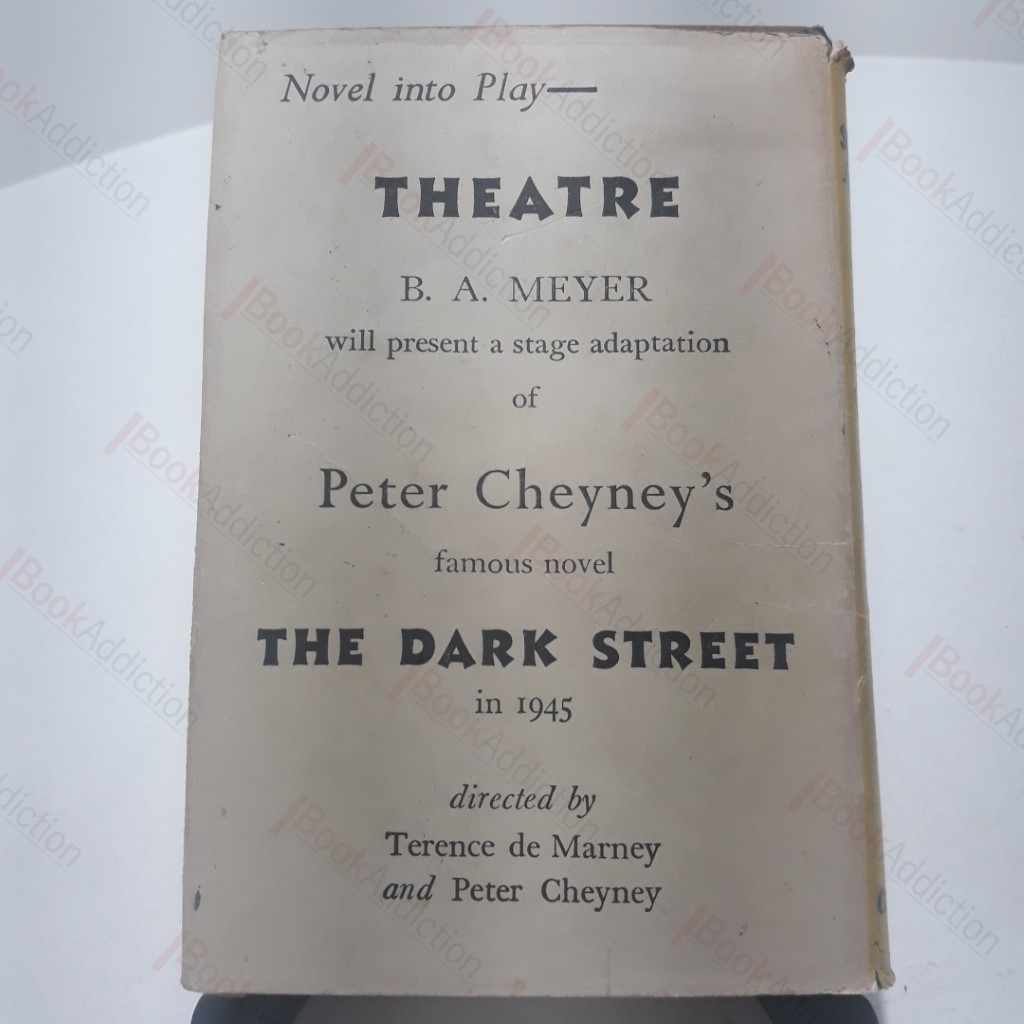 Novel into Play—
THEATRE
B. A. MEYER
will present a stage adaptation
of
Peter Cheyney's
famous novel
THE DARK STREET
in 1945
directed by
Terence de Marney
and Peter Cheyney
BookAddiction